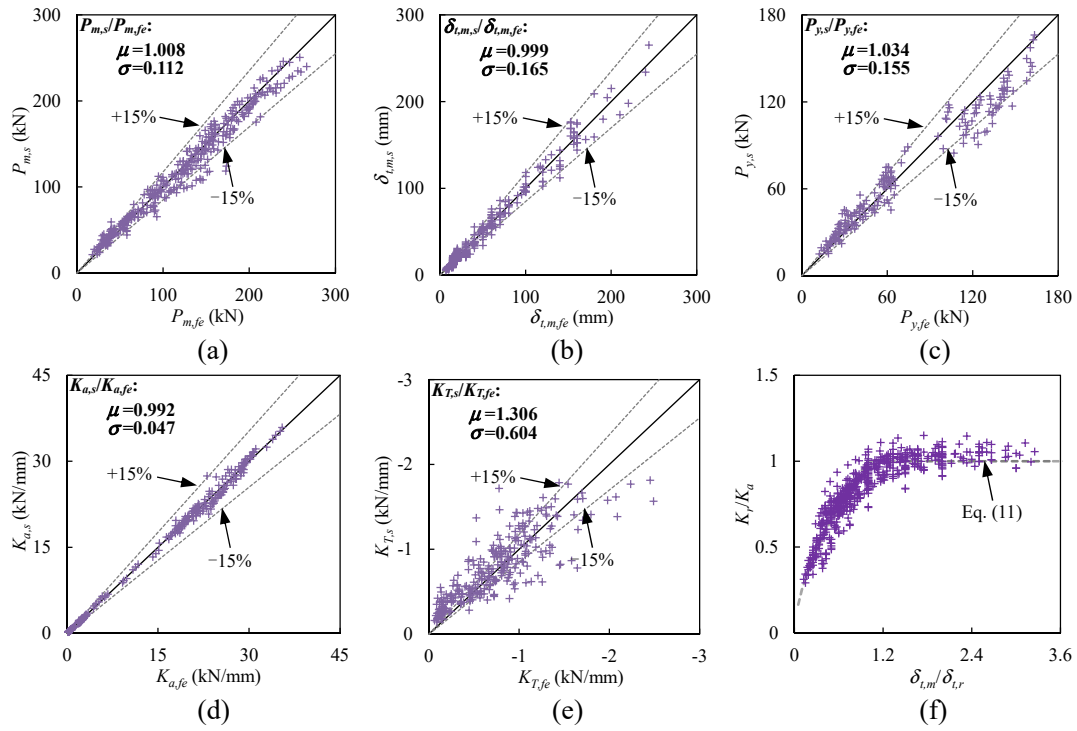 P_{m,s}/P_{m,fe}:
μ=1.008
σ=0.112
+15%
−15%
300
200
100
0
0 100 200 300
P_{m,s} (kN)
P_{m,fe} (kN)
(a)
δ_{t,m,s}/δ_{t,m,fe}:
μ=0.999
σ=0.165
+15%
−15%
300
200
100
0
0 100 200 300
δ_{t,m,s} (mm)
δ_{t,m,fe} (mm)
(b)
P_{y,s}/P_{y,fe}:
μ=1.034
σ=0.155
+15%
−15%
180
120
60
0
0 60 120 180
P_{y,s} (kN)
P_{y,fe} (kN)
(c)
K_{a,s}/K_{a,fe}:
μ=0.992
σ=0.047
+15%
−15%
45
30
15
0
0 15 30 45
K_{a,s} (kN/mm)
K_{a,fe} (kN/mm)
(d)
K_{T,s}/K_{T,fe}:
μ=1.306
σ=0.604
+15%
−15%
-3
-2
-1
0
0 -1 -2 -3
K_{T,s} (kN/mm)
K_{T,fe} (kN/mm)
(e)
1.5
1
0.5
0
0 1.2 2.4 3.6
Eq. (11)
K_r/K_a
δ_{t,m}/δ_{t,r}
(f)